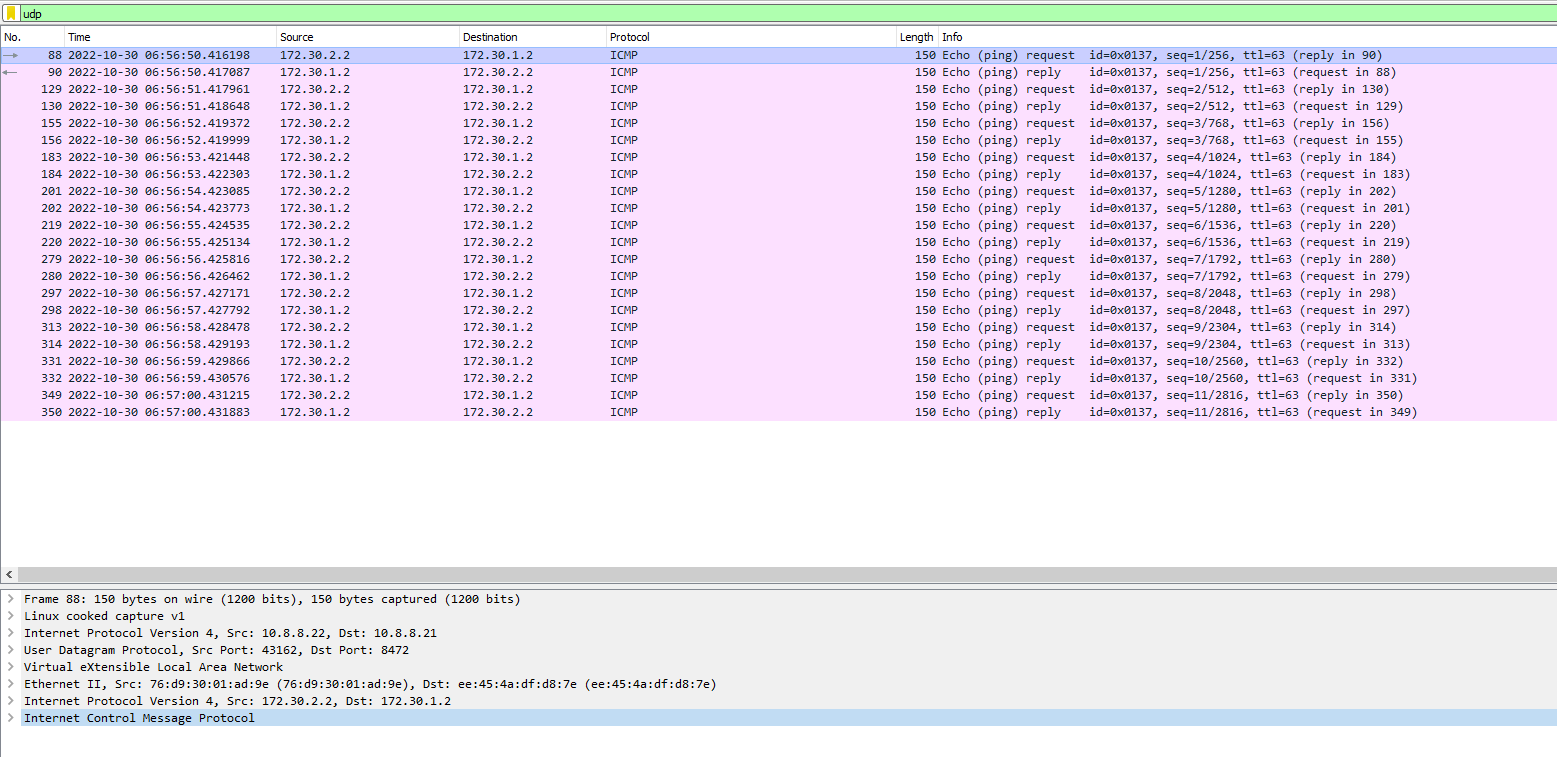 udp
No. Time Source Destination Protocol Length Info
88 2022-10-30 06:56:50.416198 172.30.2.2 172.30.1.2 ICMP 150 Echo (ping) request id=0x0137, seq=1/256, ttl=63 (reply in 90)
90 2022-10-30 06:56:50.417087 172.30.1.2 172.30.2.2 ICMP 150 Echo (ping) reply id=0x0137, seq=1/256, ttl=63 (request in 88)
129 2022-10-30 06:56:51.417961 172.30.2.2 172.30.1.2 ICMP 150 Echo (ping) request id=0x0137, seq=2/512, ttl=63 (reply in 130)
130 2022-10-30 06:56:51.418648 172.30.1.2 172.30.2.2 ICMP 150 Echo (ping) reply id=0x0137, seq=2/512, ttl=63 (request in 129)
155 2022-10-30 06:56:52.419372 172.30.2.2 172.30.1.2 ICMP 150 Echo (ping) request id=0x0137, seq=3/768, ttl=63 (reply in 156)
156 2022-10-30 06:56:52.419999 172.30.1.2 172.30.2.2 ICMP 150 Echo (ping) reply id=0x0137, seq=3/768, ttl=63 (request in 155)
183 2022-10-30 06:56:53.421448 172.30.2.2 172.30.1.2 ICMP 150 Echo (ping) request id=0x0137, seq=4/1024, ttl=63 (reply in 184)
184 2022-10-30 06:56:53.422303 172.30.1.2 172.30.2.2 ICMP 150 Echo (ping) reply id=0x0137, seq=4/1024, ttl=63 (request in 183)
201 2022-10-30 06:56:54.423085 172.30.2.2 172.30.1.2 ICMP 150 Echo (ping) request id=0x0137, seq=5/1280, ttl=63 (reply in 202)
202 2022-10-30 06:56:54.423773 172.30.1.2 172.30.2.2 ICMP 150 Echo (ping) reply id=0x0137, seq=5/1280, ttl=63 (request in 201)
219 2022-10-30 06:56:55.424535 172.30.2.2 172.30.1.2 ICMP 150 Echo (ping) request id=0x0137, seq=6/1536, ttl=63 (reply in 220)
220 2022-10-30 06:56:55.425134 172.30.1.2 172.30.2.2 ICMP 150 Echo (ping) reply id=0x0137, seq=6/1536, ttl=63 (request in 219)
279 2022-10-30 06:56:56.425816 172.30.2.2 172.30.1.2 ICMP 150 Echo (ping) request id=0x0137, seq=7/1792, ttl=63 (reply in 280)
280 2022-10-30 06:56:56.426462 172.30.1.2 172.30.2.2 ICMP 150 Echo (ping) reply id=0x0137, seq=7/1792, ttl=63 (request in 279)
297 2022-10-30 06:56:57.427171 172.30.2.2 172.30.1.2 ICMP 150 Echo (ping) request id=0x0137, seq=8/2048, ttl=63 (reply in 298)
298 2022-10-30 06:56:57.427792 172.30.1.2 172.30.2.2 ICMP 150 Echo (ping) reply id=0x0137, seq=8/2048, ttl=63 (request in 297)
313 2022-10-30 06:56:58.428478 172.30.2.2 172.30.1.2 ICMP 150 Echo (ping) request id=0x0137, seq=9/2304, ttl=63 (reply in 314)
314 2022-10-30 06:56:58.429193 172.30.1.2 172.30.2.2 ICMP 150 Echo (ping) reply id=0x0137, seq=9/2304, ttl=63 (request in 313)
331 2022-10-30 06:56:59.429866 172.30.2.2 172.30.1.2 ICMP 150 Echo (ping) request id=0x0137, seq=10/2560, ttl=63 (reply in 332)
332 2022-10-30 06:56:59.430576 172.30.1.2 172.30.2.2 ICMP 150 Echo (ping) reply id=0x0137, seq=10/2560, ttl=63 (request in 331)
349 2022-10-30 06:57:00.431215 172.30.2.2 172.30.1.2 ICMP 150 Echo (ping) request id=0x0137, seq=11/2816, ttl=63 (reply in 350)
350 2022-10-30 06:57:00.431883 172.30.1.2 172.30.2.2 ICMP 150 Echo (ping) reply id=0x0137, seq=11/2816, ttl=63 (request in 349)
Frame 88: 150 bytes on wire (1200 bits), 150 bytes captured (1200 bits)
Linux cooked capture v1
Internet Protocol Version 4, Src: 10.8.8.22, Dst: 10.8.8.21
User Datagram Protocol, Src Port: 43162, Dst Port: 8472
Virtual eXtensible Local Area Network
Ethernet II, Src: 76:d9:30:01:ad:9e (76:d9:30:01:ad:9e), Dst: ee:45:4a:df:d8:7e (ee:45:4a:df:d8:7e)
Internet Protocol Version 4, Src: 172.30.2.2, Dst: 172.30.1.2
Internet Control Message Protocol